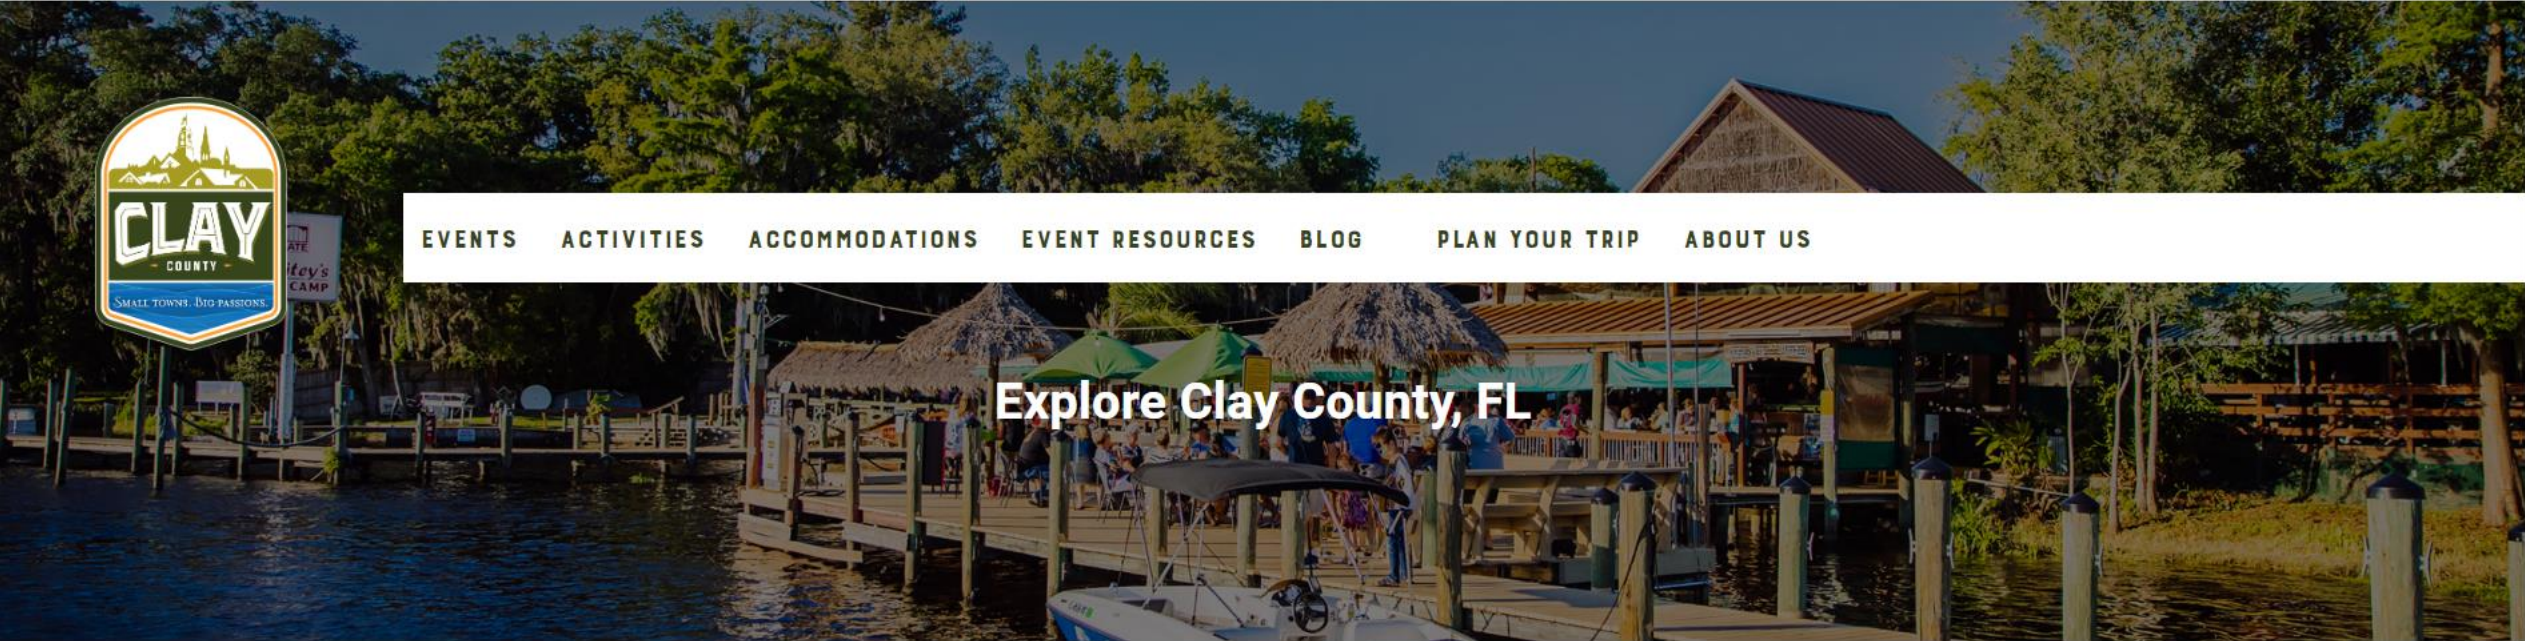 CLAY
COUNTY
SMALL TOWNS. BIG PASSIONS.
CAMP
EVENTS ACTIVITIES ACCOMMODATIONS EVENT RESOURCES BLOG PLAN YOUR TRIP ABOUT US
Explore Clay County, FL